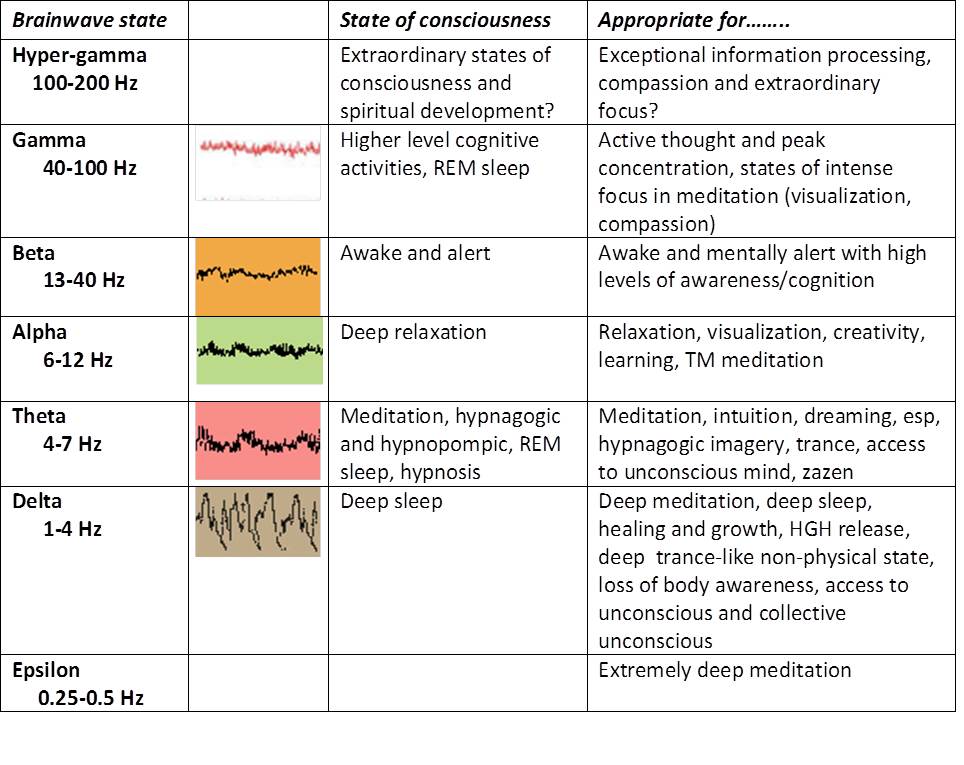 Brainwave state State of consciousness Appropriate for……..
Hyper-gamma
100-200 Hz
Extraordinary states of
consciousness and
spiritual development?
Exceptional information processing,
compassion and extraordinary
focus?
Gamma
40-100 Hz
Higher level cognitive
activities, REM sleep
Active thought and peak
concentration, states of intense
focus in meditation (visualization,
compassion)
Beta
13-40 Hz
Awake and alert
Awake and mentally alert with high
levels of awareness/cognition
Alpha
6-12 Hz
Deep relaxation
Relaxation, visualization, creativity,
learning, TM meditation
Theta
4-7 Hz
Meditation, hypnagogic
and hypnopompic, REM
sleep, hypnosis
Meditation, intuition, dreaming, esp,
hypnagogic imagery, trance, access
to unconscious mind, zazen
Delta
1-4 Hz
Deep sleep
Deep meditation, deep sleep,
healing and growth, HGH release,
deep  trance-like non-physical state,
loss of body awareness, access to
unconscious and collective
unconscious
Epsilon
0.25-0.5 Hz
Extremely deep meditation